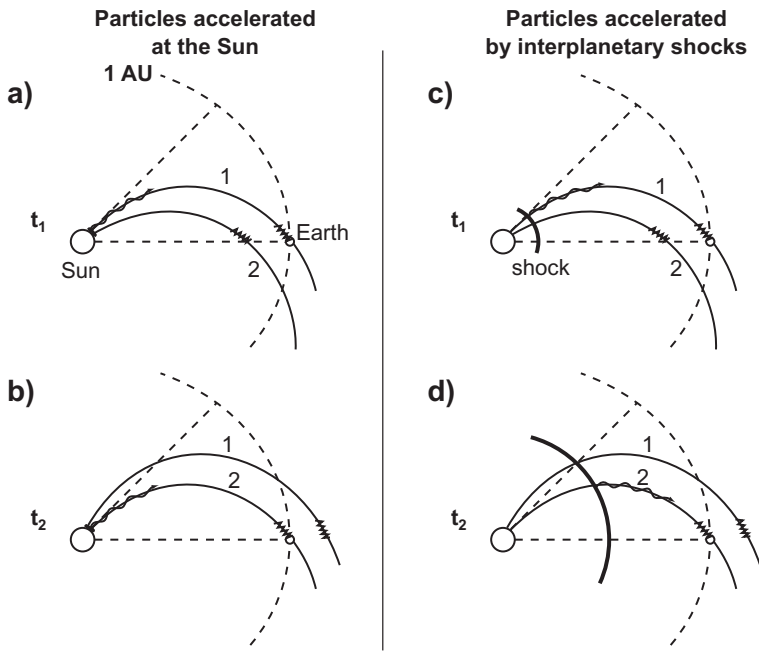 Particles accelerated
at the Sun
Particles accelerated
by interplanetary shocks
1 AU
a)
1
t1
Earth
Sun
2
c)
1
t1
shock
2
b)
1
2
t2
d)
1
2
t2